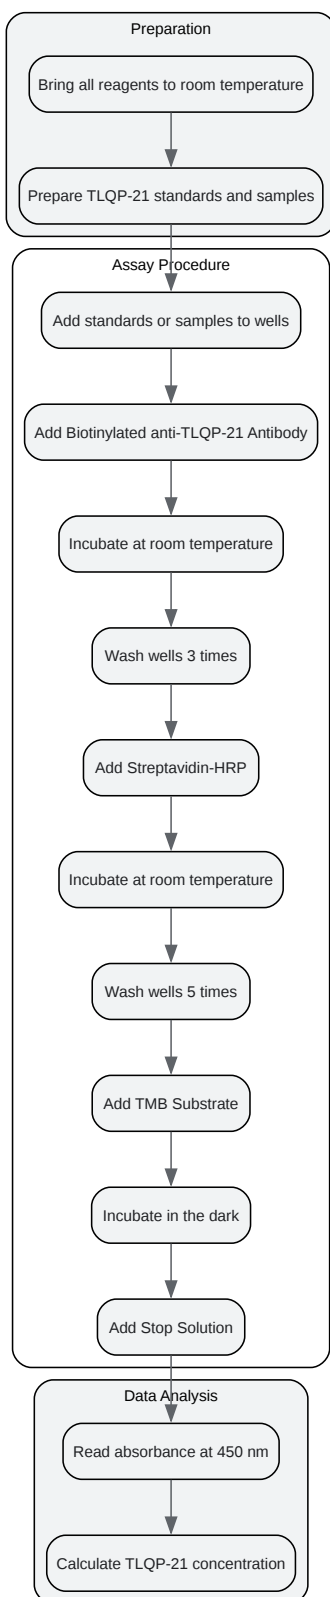 Preparation
Bring all reagents to room temperature
Prepare TLQP-21 standards and samples
Assay Procedure
Add standards or samples to wells
Add Biotinylated anti-TLQP-21 Antibody
Incubate at room temperature
Wash wells 3 times
Add Streptavidin-HRP
Incubate at room temperature
Wash wells 5 times
Add TMB Substrate
Incubate in the dark
Add Stop Solution
Data Analysis
Read absorbance at 450 nm
Calculate TLQP-21 concentration